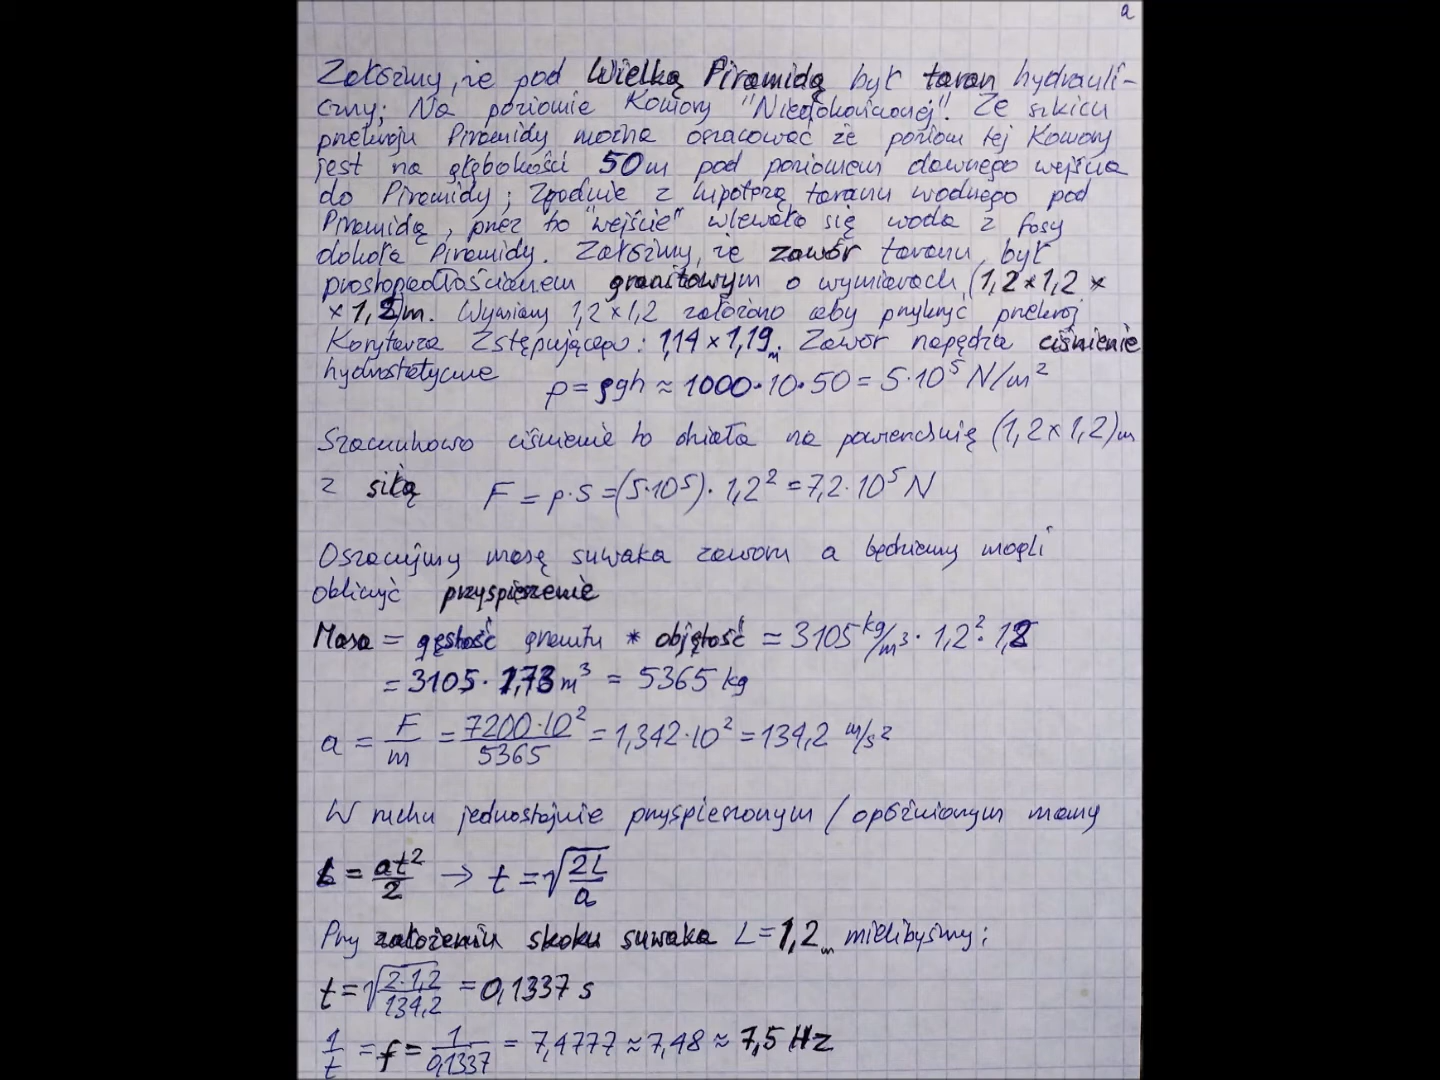 a
Załóżmy, że pod Wielką Piramidą był taran hydrauli-
czny; Na poziomie Komory "Niedokończonej". Ze szkicu
przekroju Piramidy można oszacować że poziom tej Komory
jest na głębokości 50m pod poziomem dawnego wejścia
do Piramidy; Zgodnie z hipotezą taranu wodnego pod
Piramidą, przez to "wejście" wlewała się woda z fosy
dokoła Piramidy. Załóżmy, że zawór taranu był
prostopadłościanem granitowym o wymiarach (1,2×1,2×
×1,2)m. Wymiary 1,2×1,2 założono aby przykryć przekrój
Korytarza Zstępującego: 1,14×1,19m. Zawór napędza ciśnienie
hydrostatyczne p = ρgh ≈ 1000·10·50 = 5·10⁵ N/m²
Szacunkowo ciśnienie to działa na powierzchnię (1,2×1,2)m
z siłą F = p·S = (5·10⁵)·1,2² = 7,2·10⁵ N
Oszacujmy masę suwaka zaworu a będziemy mogli
obliczyć przyspieszenie
Masa = gęstość granitu * objętość = 3105 kg/m³ · 1,2² · 1,2
= 3105 · 1,73 m³ = 5365 kg
a = F/m = 7200·10²/5365 = 1,342·10² = 134,2 m/s²
W ruchu jednostajnie przyśpieszonym / opóźnionym mamy
L = at²/2 → t = √(2L/a)
Przy założeniu skoku suwaka L = 1,2m mielibyśmy:
t = √(2·1,2/134,2) = 0,1337 s
1/t = f = 1/0,1337 = 7,4777 ≈ 7,48 ≈ 7,5 Hz